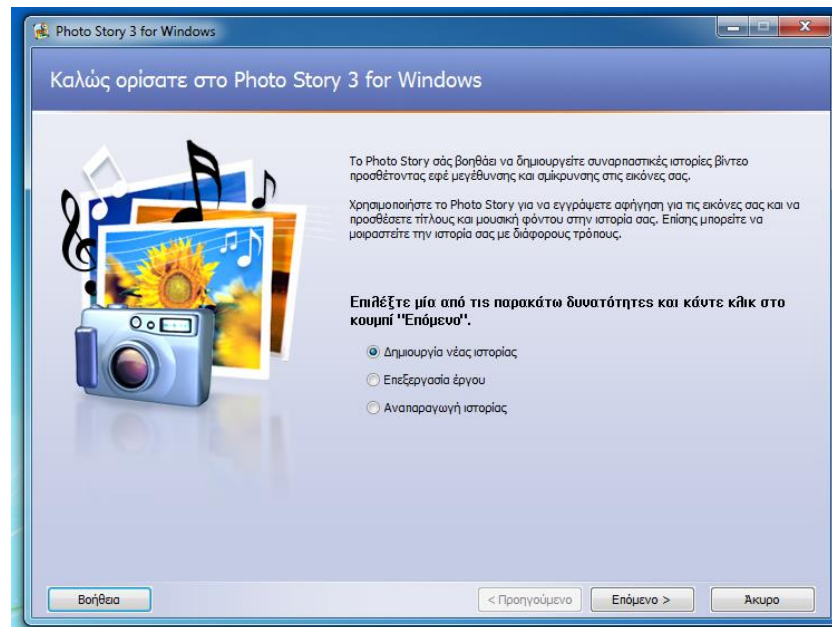 Photo Story 3 for Windows
Καλώς ορίσατε στο Photo Story 3 for Windows
Το Photo Story σάς βοηθάει να δημιουργείτε συναρπαστικές ιστορίες βίντεο
προσθέτοντας εφέ μεγέθυνσης και σμίκρυνσης στις εικόνες σας.
Χρησιμοποιήστε το Photo Story για να εγγράψετε αφήγηση για τις εικόνες σας και να
προσθέσετε τίτλους και μουσική φόντου στην ιστορία σας. Επίσης μπορείτε να
μοιραστείτε την ιστορία σας με διάφορους τρόπους.
Επιλέξτε μία από τις παρακάτω δυνατότητες και κάντε κλικ στο
κουμπί "Επόμενο".
Δημιουργία νέας ιστορίας
Επεξεργασία έργου
Αναπαραγωγή ιστορίας
Βοήθεια
< Προηγούμενο
Επόμενο >
Άκυρο